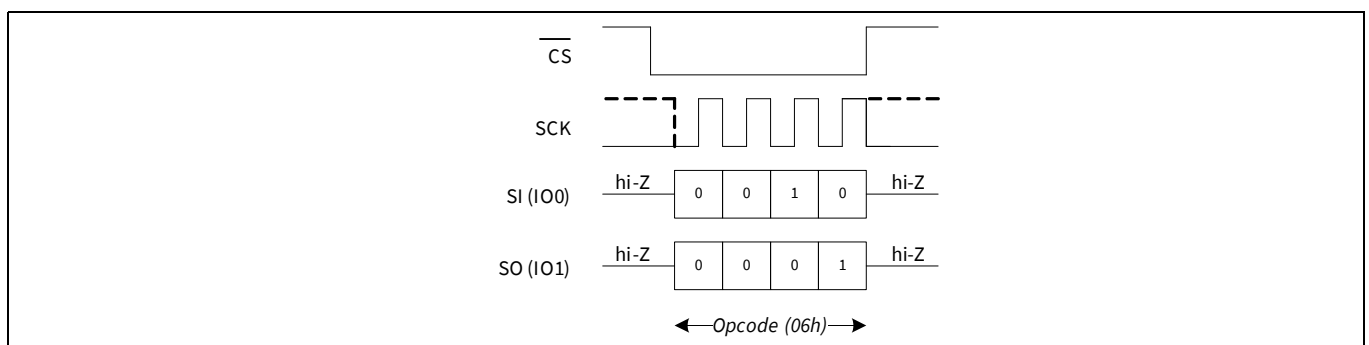 CS
SCK
hi-Z 0 0 1 0 hi-Z
SI (IO0)
hi-Z 0 0 0 1 hi-Z
SO (IO1)
Opcode (06h)